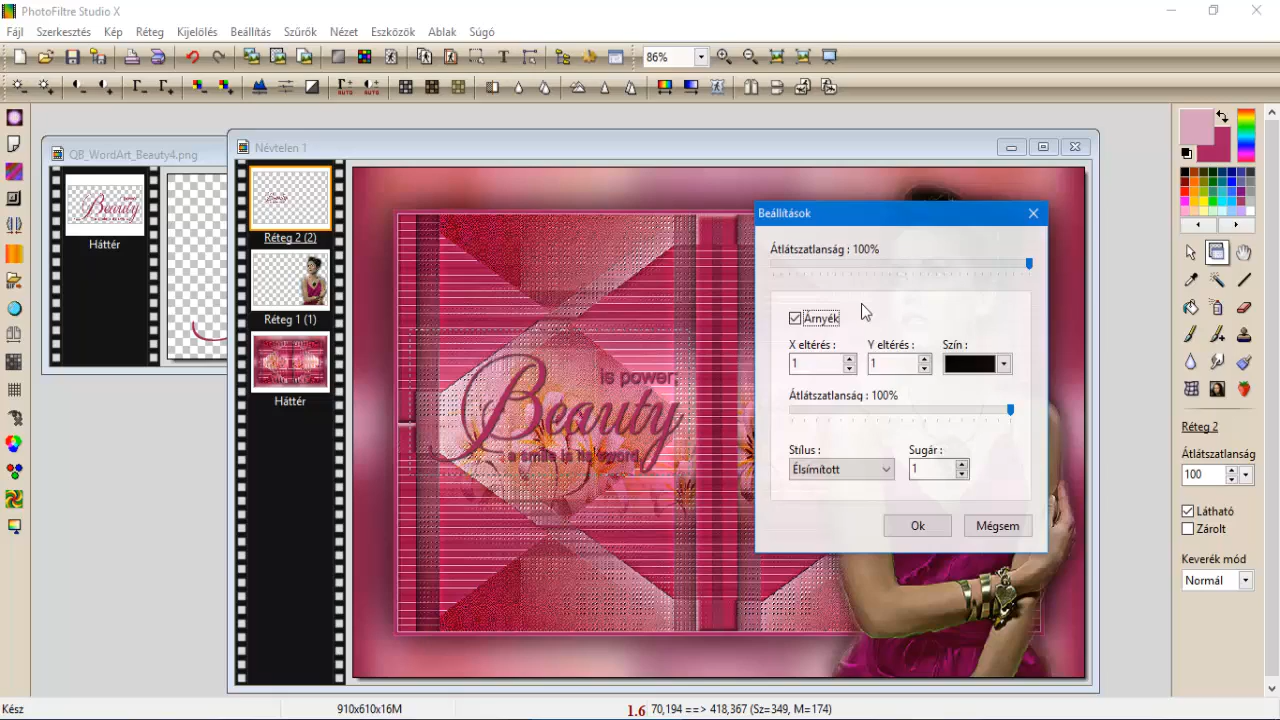 PhotoFiltre Studio X
Fájl Szerkesztés Kép Réteg Kijelölés Beállítás Szűrők Nézet Eszközök Ablak Súgó
86%
QB_WordArt_Beauty4.png
Beauty
Háttér
Névtelen 1
Réteg 2 (2)
Réteg 1 (1)
Háttér
is power,
Beauty
a smile is its sword
Beállítások
Átlátszatlanság : 100%
Árnyék
X eltérés :
Y eltérés :
Szín :
1
1
Átlátszatlanság : 100%
Stílus :
Sugár :
Élsimított
1
Ok
Mégsem
Réteg 2
Átlátszatlanság
100
Látható
Zárolt
Keverék mód
Normál
Kész
910x610x16M
1.6
70,194 ==> 418,367 (Sz=349, M=174)